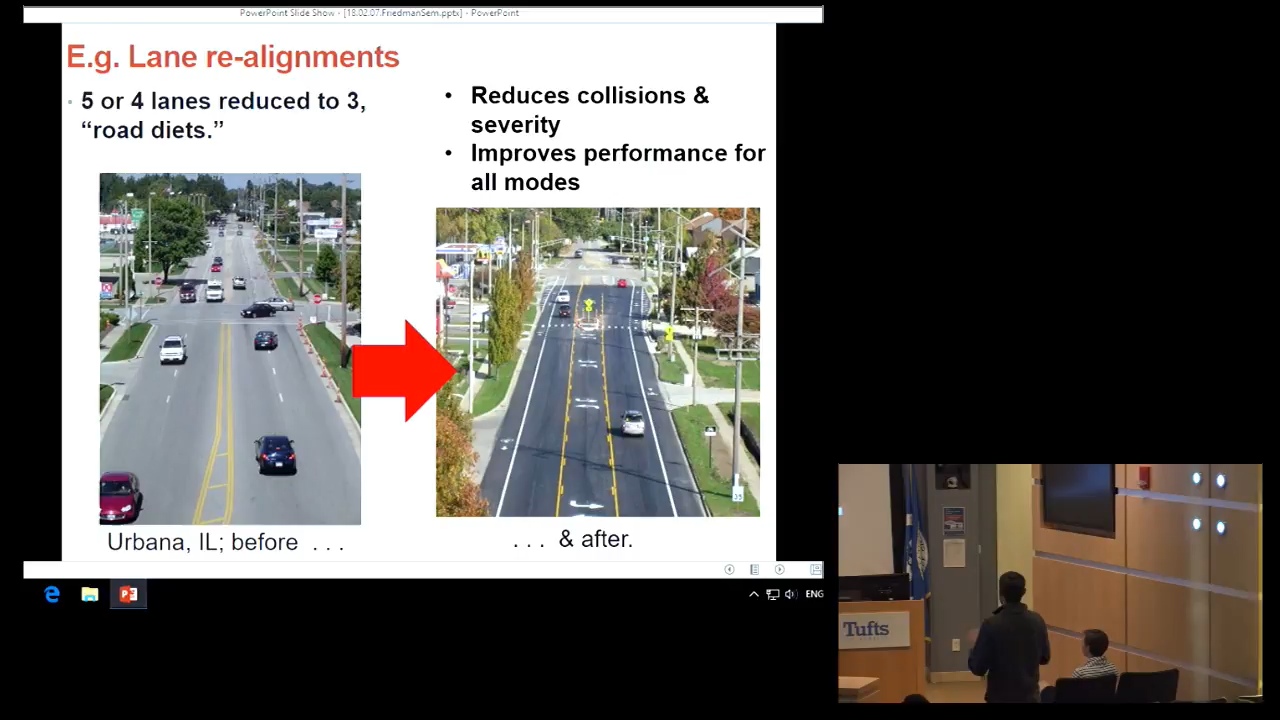 PowerPoint Slide Show - [18.02.07.FriedmanSem.pptx] - PowerPoint
E.g. Lane re-alignments
5 or 4 lanes reduced to 3,
“road diets.”
• Reduces collisions &
severity
• Improves performance for
all modes
35
Urbana, IL; before . . .
. . . & after.
ENG
Tufts